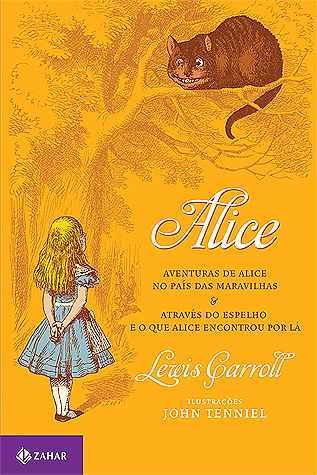 Alice
AVENTURAS DE ALICE
NO PAÍS DAS MARAVILHAS
&
ATRAVÉS DO ESPELHO
E O QUE ALICE ENCONTROU POR LÁ
Lewis Carroll
ILUSTRAÇÕES
JOHN TENNIEL
ZAHAR